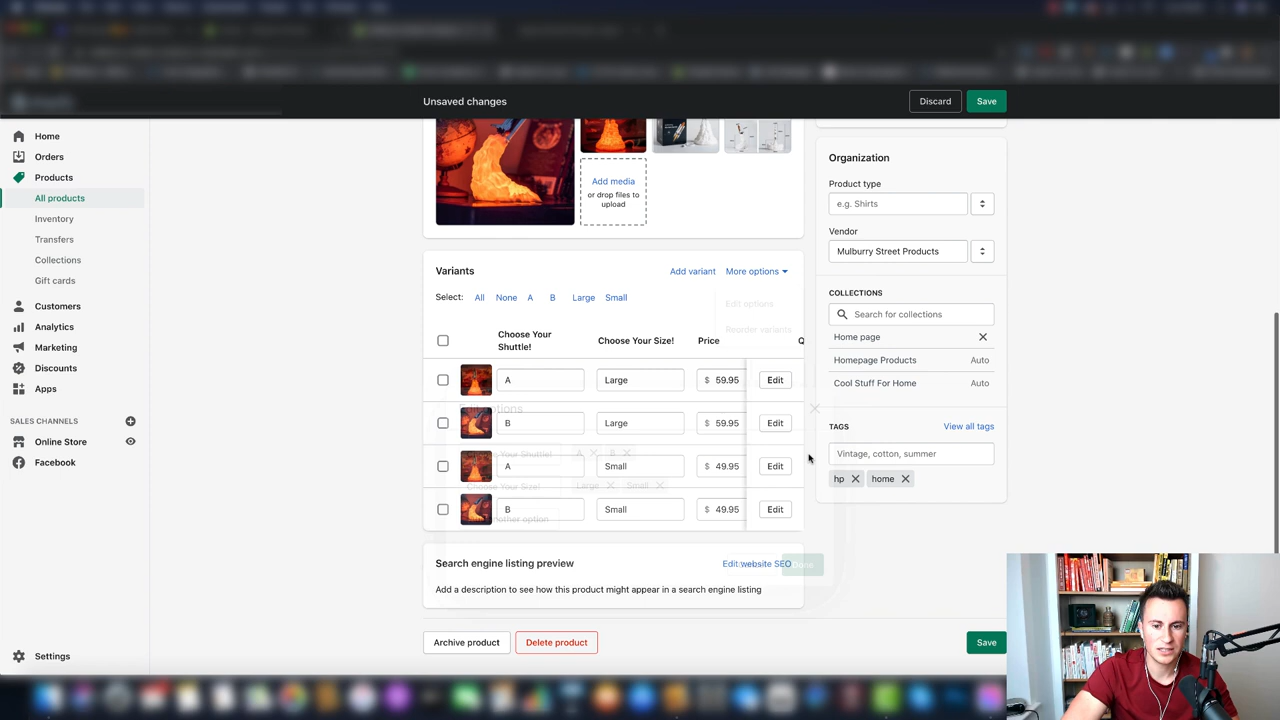 Unsaved changes
Discard
Save
Home
Orders
Products
All products
Inventory
Transfers
Collections
Gift cards
Customers
Analytics
Marketing
Discounts
Apps
SALES CHANNELS
Online Store
Facebook
Settings
Add media
or drop files to
upload
Variants
Add variant
More options
Edit options
Reorder variants
Select:
All
None
A
B
Large
Small
Choose Your
Shuttle!
Choose Your Size!
Price
Q
A
Large
$ 59.95
Edit
B
Large
$ 59.95
Edit
A
Small
$ 49.95
Edit
B
Small
$ 49.95
Edit
Search engine listing preview
Edit website SEO
Add a description to see how this product might appear in a search engine listing
Archive product
Delete product
Save
Organization
Product type
e.g. Shirts
Vendor
Mulburry Street Products
COLLECTIONS
Search for collections
Home page
Homepage Products
Auto
Cool Stuff For Home
Auto
TAGS
View all tags
Vintage, cotton, summer
hp
home